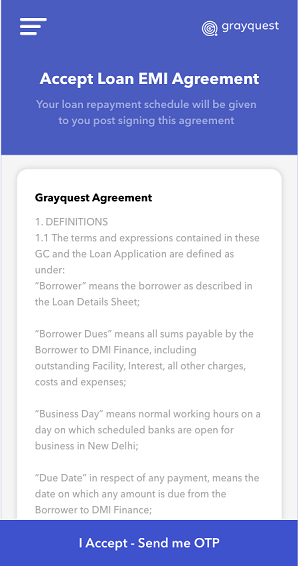 grayquest
Accept Loan EMI Agreement
Your loan repayment schedule will be given
to you post signing this agreement
Grayquest Agreement
1. DEFINITIONS
1.1 The terms and expressions contained in these
GC and the Loan Application are defined as
under:
“Borrower” means the borrower as described in
the Loan Details Sheet;
“Borrower Dues” means all sums payable by the
Borrower to DMI Finance, including
outstanding Facility, Interest, all other charges,
costs and expenses;
“Business Day” means normal working hours on a
day on which scheduled banks are open for
business in New Delhi;
“Due Date” in respect of any payment, means the
date on which any amount is due from the
Borrower to DMI Finance;
I Accept - Send me OTP